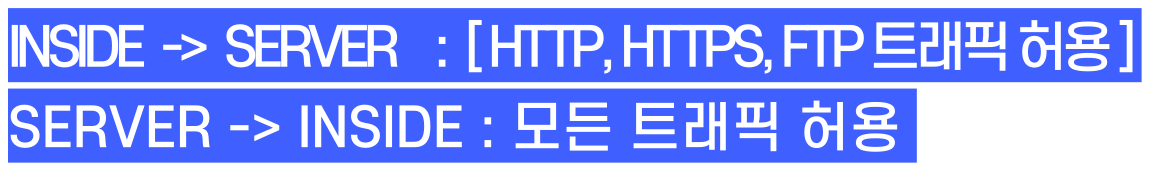 INSIDE -> SERVER : [ HTTP, HTTPS, FTP 트래픽 허용 ]
SERVER -> INSIDE : 모든 트래픽 허용